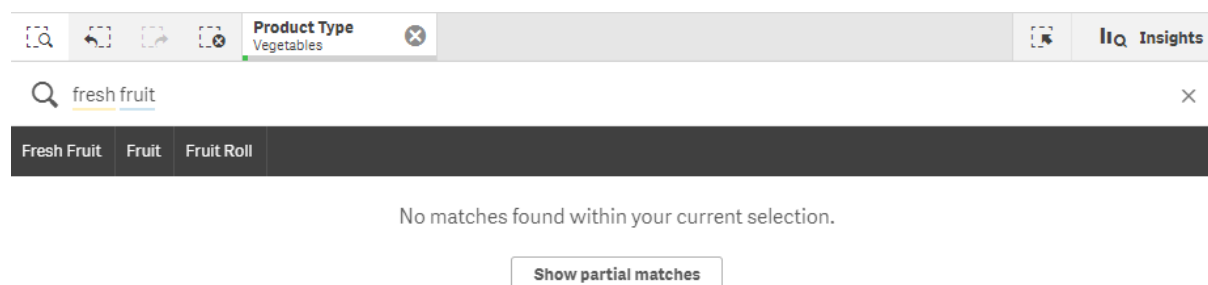 Product Type
Vegetables
Insights
fresh fruit
Fresh Fruit Fruit Fruit Roll
No matches found within your current selection.
Show partial matches